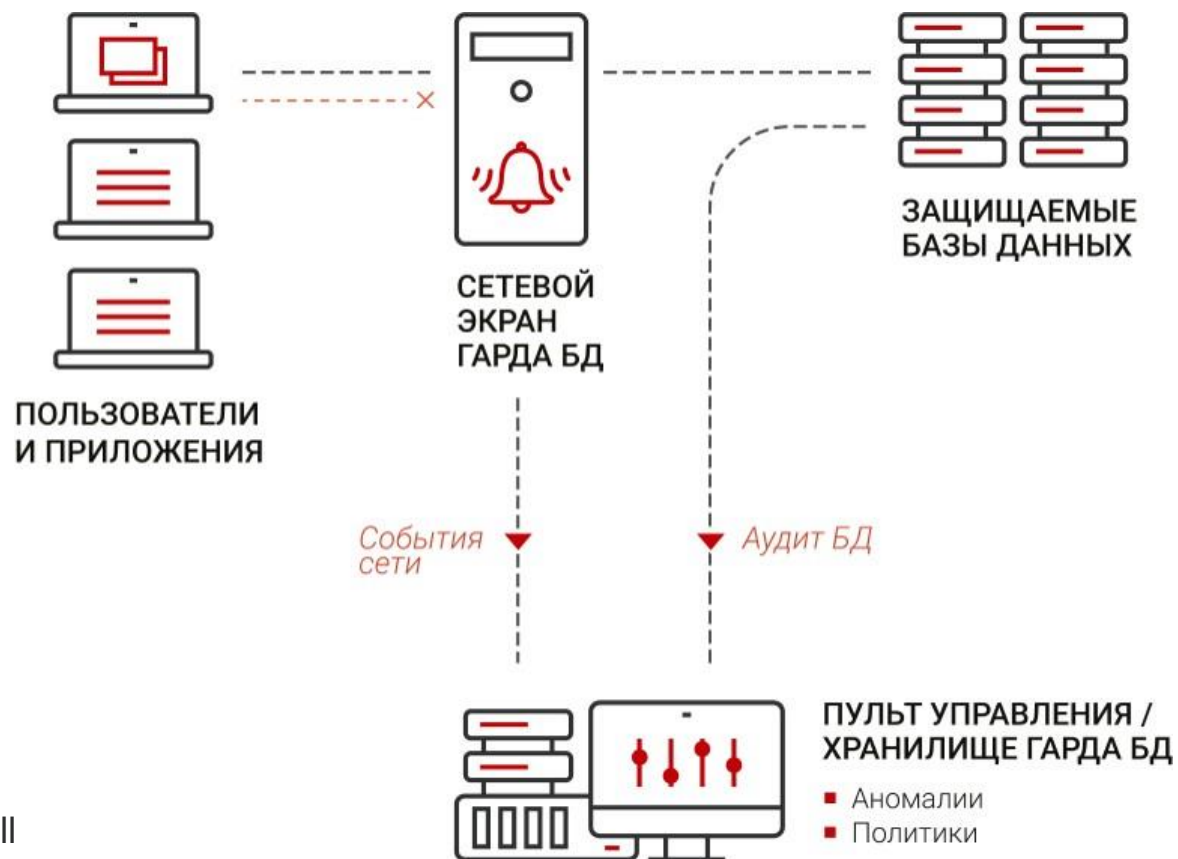 ПОЛЬЗОВАТЕЛИ
И ПРИЛОЖЕНИЯ
СЕТЕВОЙ
ЭКРАН
ГАРДА БД
ЗАЩИЩАЕМЫЕ
БАЗЫ ДАННЫХ
События
сети
Аудит БД
ПУЛЬТ УПРАВЛЕНИЯ /
ХРАНИЛИЩЕ ГАРДА БД
Аномалии
Политики
ll